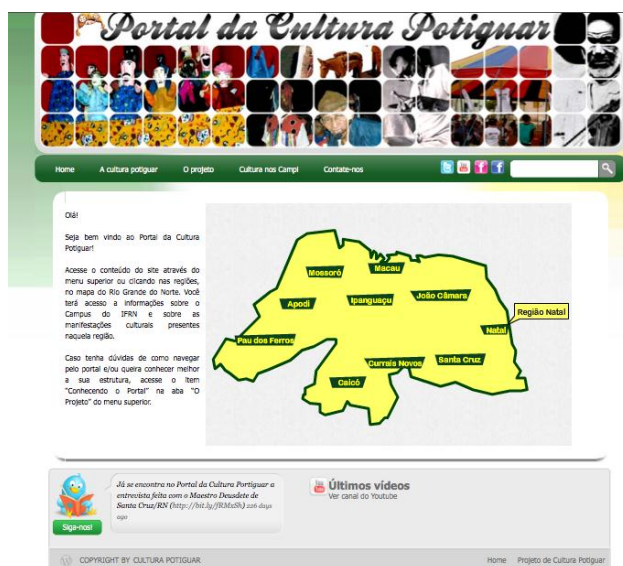 Portal da Cultura Potiguar
Home A cultura potiguar O projeto Cultura nos Campi Contate-nos
Olá!
Seja bem vindo ao Portal da Cultura
Potiguar!
Acesse o conteúdo do site através do
menu superior ou clicando nas regiões,
no mapa do Rio Grande do Norte. Você
terá acesso a informações sobre o
Campus do IFRN e sobre as
manifestações culturais presentes
naquela região.
Caso tenha dúvidas de como navegar
pelo portal e/ou queira conhecer melhor
a sua estrutura, acesse o item
"Conhecendo o Portal" na aba "O
Projeto" do menu superior.
Mossoró
Macau
Apodi
Ipanguaçu
João Câmara
Região Natal
Natal
Pau dos Ferros
Currais Novos
Santa Cruz
Caicó
Já se encontra no Portal da Cultura Portiguar a
entrevista feita com o Maestro Deusdete de
Santa Cruz/RN (http://bit.ly/fRMxSh) 226 days
ago
Siga-nos!
Últimos vídeos
Ver canal do Youtube
COPYRIGHT BY CULTURA POTIGUAR
Home Projeto de Cultura Potiguar